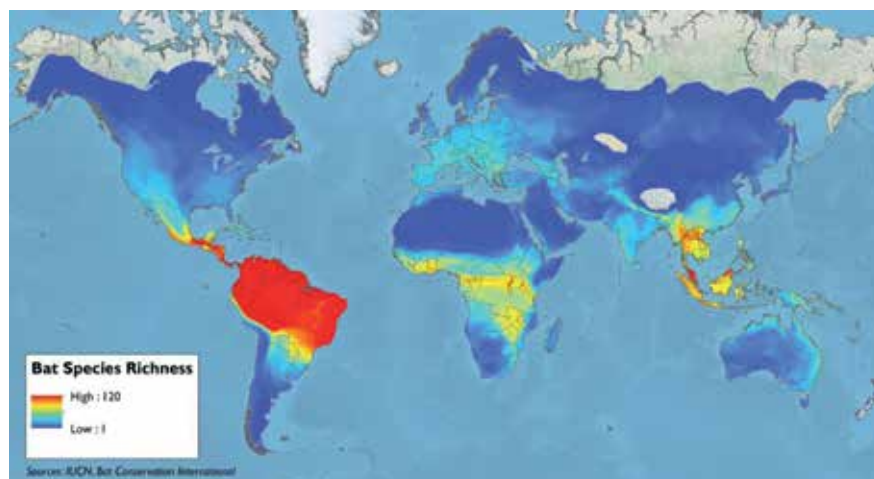 Bat Species Richness
High : 120
Low : 1
Sources: IUCN, Bat Conservation International